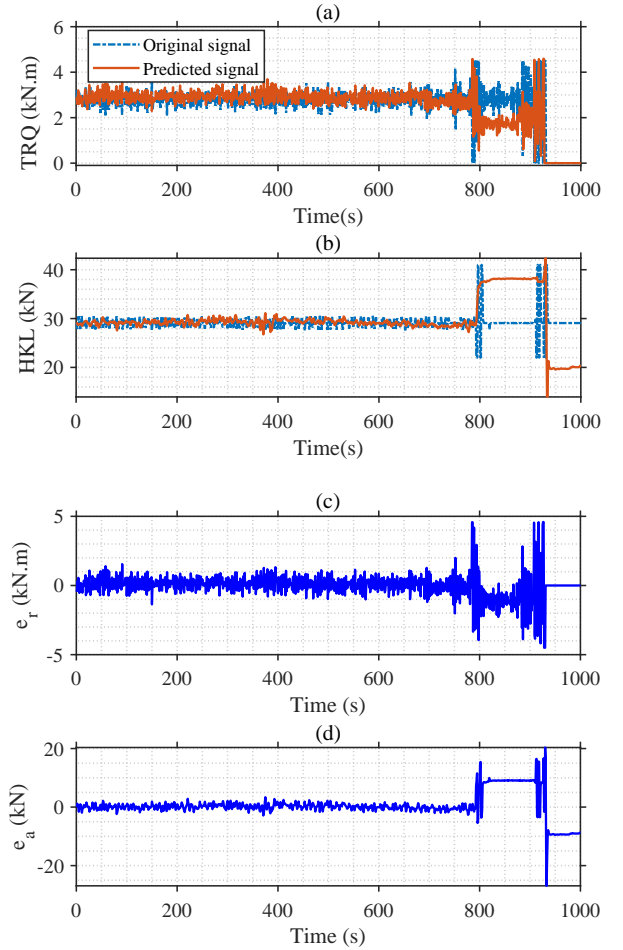 (a)
6
4
2
0
TRQ (kN.m)
Original signal
Predicted signal
0 200 400 600 800 1000
Time(s)
(b)
40
30
20
HKL (kN)
0 200 400 600 800 1000
Time(s)
(c)
5
0
-5
e_r (kN.m)
0 200 400 600 800 1000
Time (s)
(d)
20
0
-20
e_a (kN)
0 200 400 600 800 1000
Time (s)